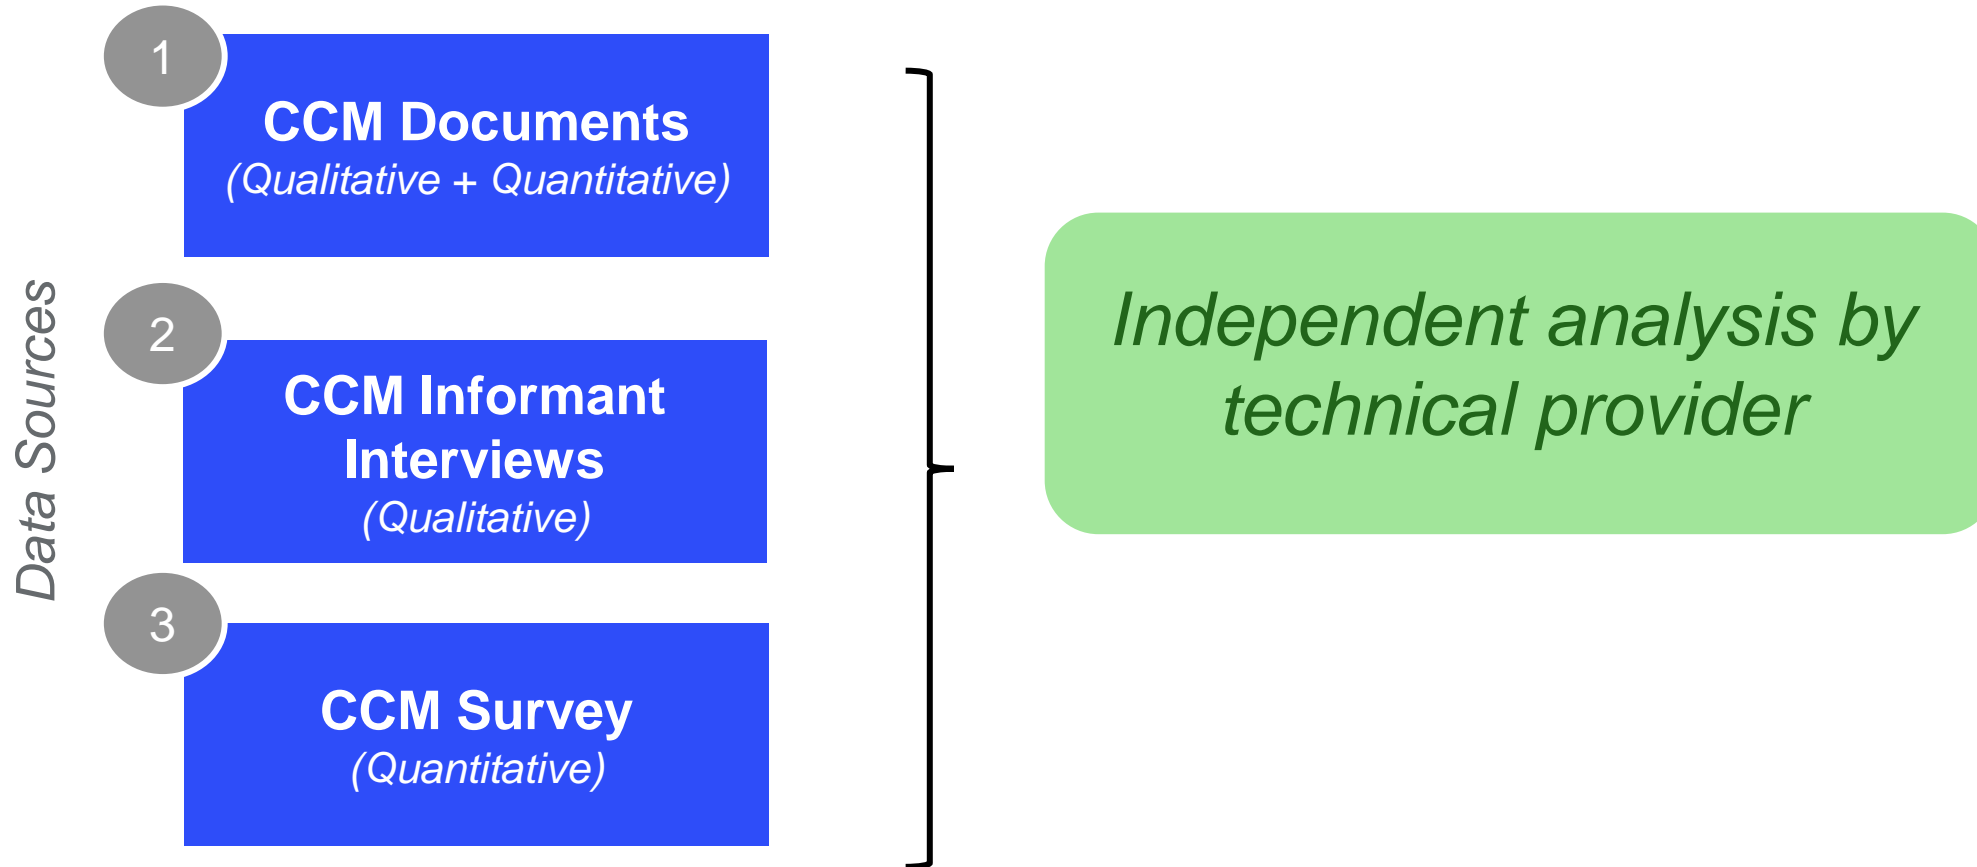 Data Sources
1
CCM Documents
(Qualitative + Quantitative)
2
CCM Informant
Interviews
(Qualitative)
3
CCM Survey
(Quantitative)
Independent analysis by
technical provider